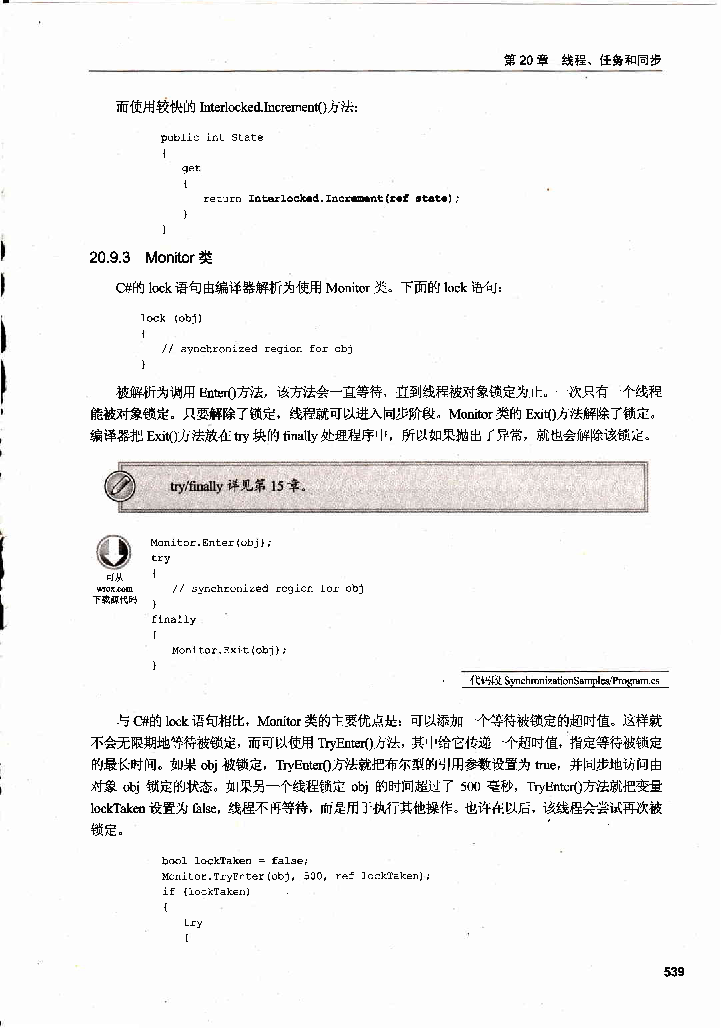 第 20 章 线程、任务和同步
而使用较快的 Interlocked.Increment()方法:
public int State
{
get
{
return Interlocked.Increment(ref state);
}
}
20.9.3 Monitor 类
C#的 lock 语句由编译器解析为使用 Monitor 类。下面的 lock 语句:
lock (obj)
{
// synchronized region for obj
}
被解析为调用 Enter()方法，该方法会一直等待，直到线程被对象锁定为止。一次只有一个线程
能被对象锁定。只要解除了锁定，线程就可以进入同步阶段。Monitor 类的 Exit()方法解除了锁定。
编译器把 Exit()方法放在 try 块的 finally 处理程序中，所以如果抛出了异常，就也会解除该锁定。
try/finally 详见第 15 章。
可从
wrox.com
下载源代码
Monitor.Enter(obj);
try
{
// synchronized region for obj
}
finally
{
Monitor.Exit(obj);
}
代码段 SynchronizationSamples/Program.cs
与 C#的 lock 语句相比，Monitor 类的主要优点是：可以添加一个等待被锁定的超时值。这样就
不会无限期地等待被锁定，而可以使用 TryEnter()方法，其中给它传递一个超时值，指定等待被锁定
的最长时间。如果 obj 被锁定，TryEnter()方法就把布尔型的引用参数设置为 true，并同步地访问由
对象 obj 锁定的状态。如果另一个线程锁定 obj 的时间超过了 500 毫秒，TryEnter()方法就把变量
lockTaken 设置为 false，线程不再等待，而是用于执行其他操作。也许在以后，该线程会尝试再次被
锁定。
bool lockTaken = false;
Monitor.TryEnter(obj, 500, ref lockTaken);
if (lockTaken)
{
try
{
539